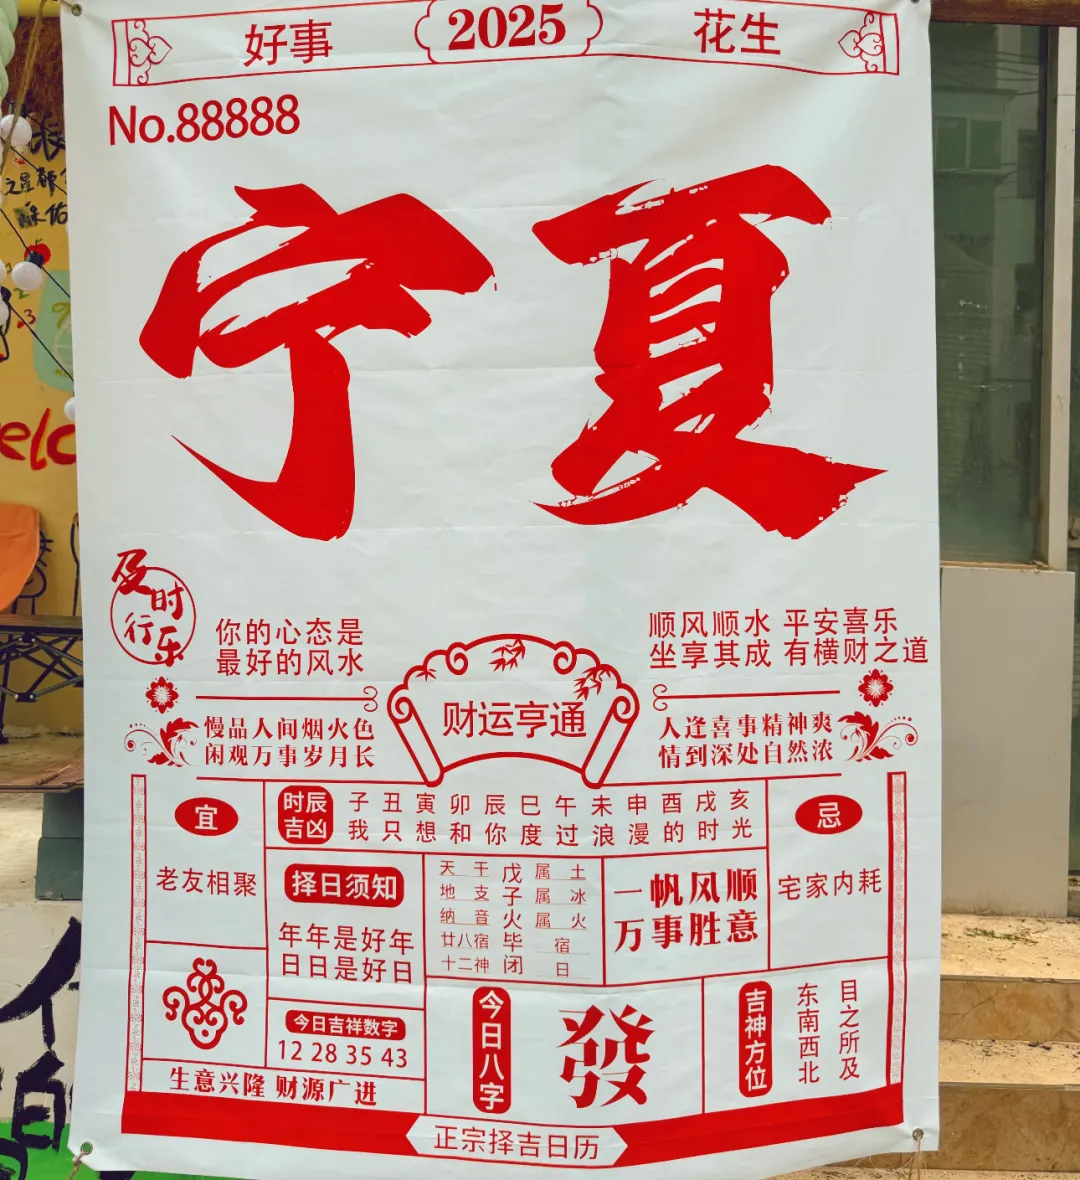 好事 2025 花生
No.88888
宁夏
及时行乐
你的心态是
最好的风水
顺风顺水 平安喜乐
坐享其成 有横财之道
财运亨通
慢品人间烟火色
闲观万事岁月长
人逢喜事精神爽
情到深处自然浓
宜
老友相聚
时辰吉凶
子丑寅卯辰巳午未申酉戌亥
我只想和你度过浪漫的时光
忌
宅家内耗
择日须知
年年是好年
日日是好日
天干戊属土
地支子属冰
纳音火属火
廿八宿毕宿
十二神闭日
一帆风顺
万事胜意
今日吉祥数字
12 28 35 43
生意兴隆 财源广进
今日八字
發
吉神方位
东南西北
目之所及
正宗择吉日历
elc